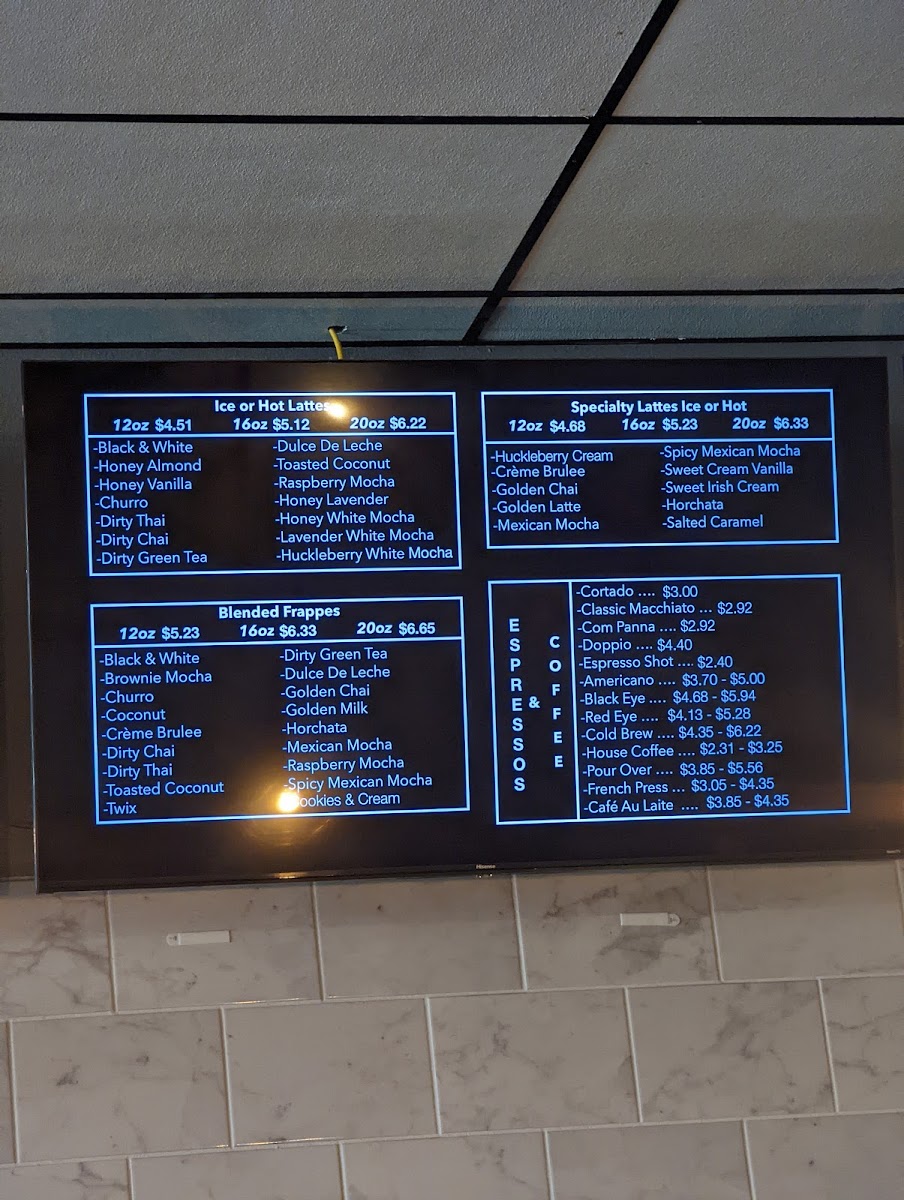 Ice or Hot Lattes
12oz $4.51 16oz $5.12 20oz $6.22
-Black & White
-Honey Almond
-Honey Vanilla
-Churro
-Dirty Thai
-Dirty Chai
-Dirty Green Tea
-Dulce De Leche
-Toasted Coconut
-Raspberry Mocha
-Honey Lavender
-Honey White Mocha
-Lavender White Mocha
-Huckleberry White Mocha
Specialty Lattes Ice or Hot
12oz $4.68 16oz $5.23 20oz $6.33
-Huckleberry Cream
-Crème Brulee
-Golden Chai
-Golden Latte
-Mexican Mocha
-Spicy Mexican Mocha
-Sweet Cream Vanilla
-Sweet Irish Cream
-Horchata
-Salted Caramel
Blended Frappes
12oz $5.23 16oz $6.33 20oz $6.65
-Black & White
-Brownie Mocha
-Churro
-Coconut
-Crème Brulee
-Dirty Chai
-Dirty Thai
-Toasted Coconut
-Twix
-Dirty Green Tea
-Dulce De Leche
-Golden Chai
-Golden Milk
-Horchata
-Mexican Mocha
-Raspberry Mocha
-Spicy Mexican Mocha
-Cookies & Cream
ESPRESSOS
&
COFFEE
-Cortado .... $3.00
-Classic Macchiato ... $2.92
-Com Panna .... $2.92
-Doppio .... $4.40
-Espresso Shot .... $2.40
-Americano .... $3.70 - $5.00
-Black Eye .... $4.68 - $5.94
-Red Eye .... $4.13 - $5.28
-Cold Brew .... $4.35 - $6.22
-House Coffee .... $2.31 - $3.25
-Pour Over .... $3.85 - $5.56
-French Press ... $3.05 - $4.35
-Café Au Laite .... $3.85 - $4.35
Hisense